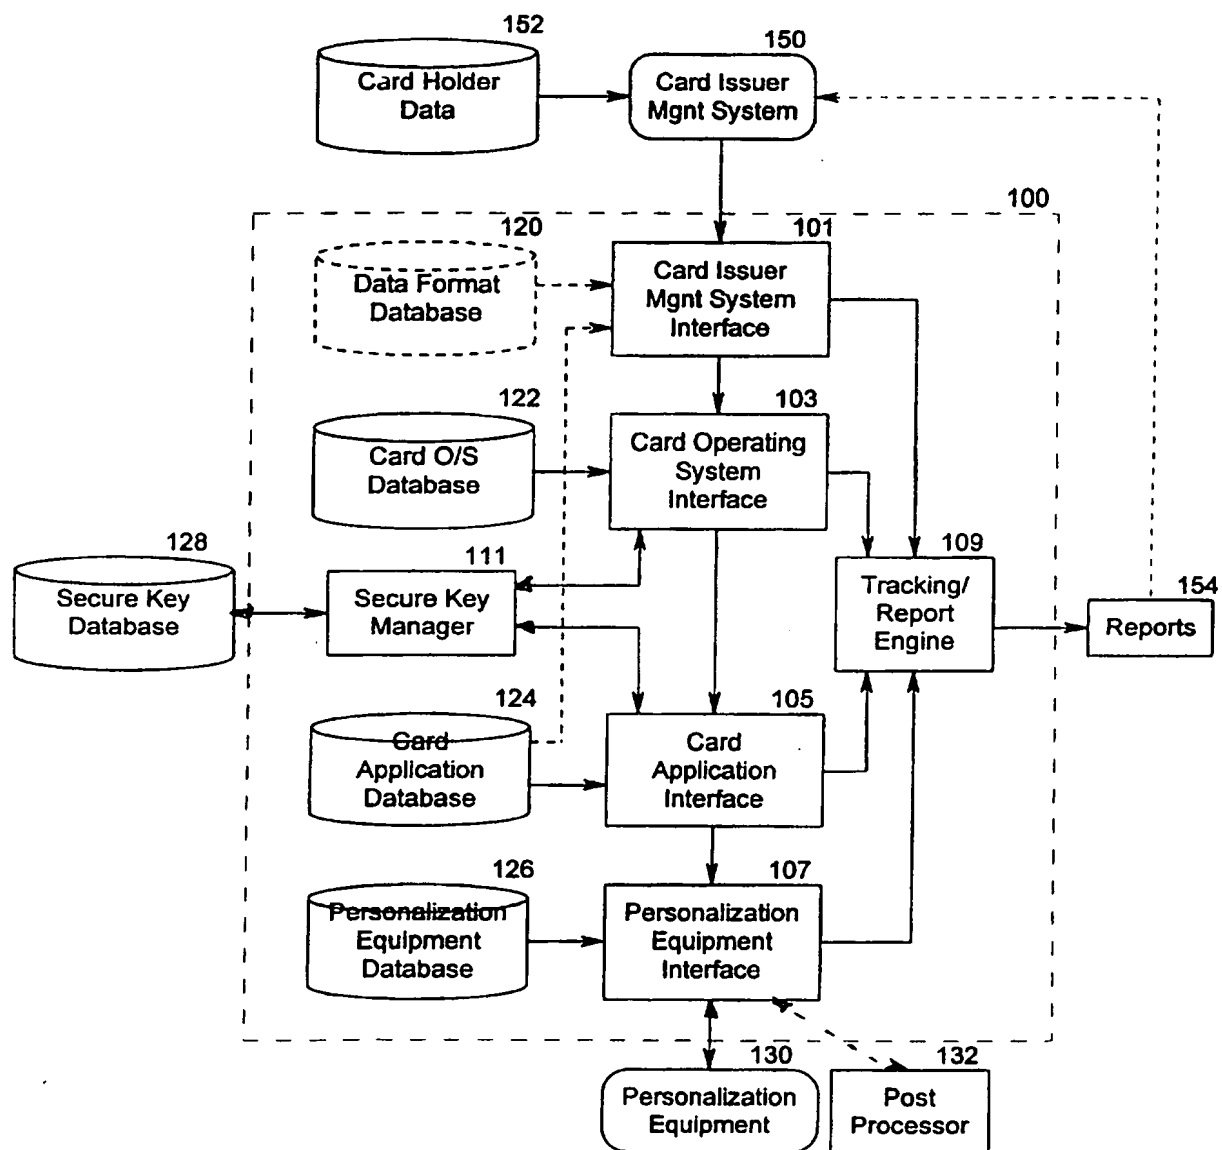 152
Card Holder
Data
150
Card Issuer
Mgnt System
100
120
Data Format
Database
101
Card Issuer
Mgnt System
Interface
122
Card O/S
Database
103
Card Operating
System
Interface
128
Secure Key
Database
111
Secure Key
Manager
109
Tracking/
Report
Engine
154
Reports
124
Card
Application
Database
105
Card
Application
Interface
126
Personalization
Equipment
Database
107
Personalization
Equipment
Interface
130
Personalization
Equipment
132
Post
Processor